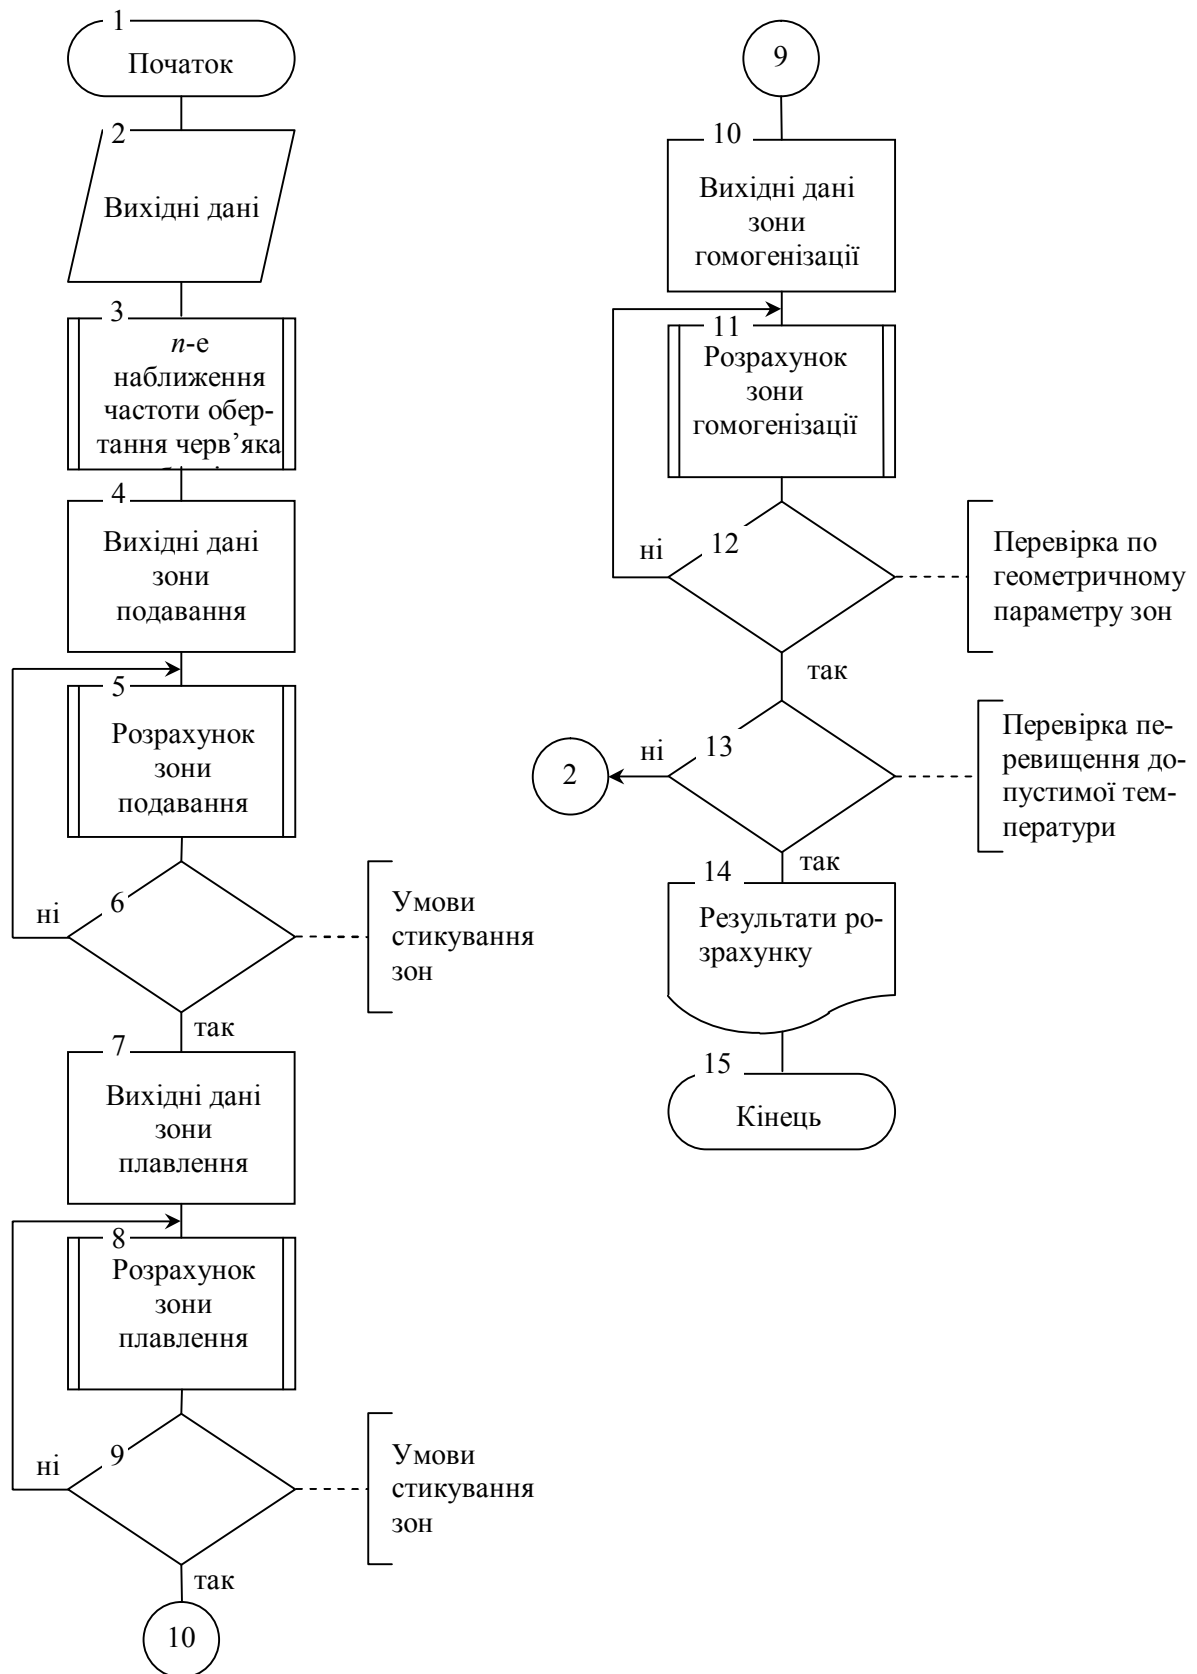 1
Початок
2
Вихідні дані
3
n-е
наближення
частоти обер-
тання черв’яка
4
Вихідні дані
зони
подавання
5
Розрахунок
зони
подавання
6
ні
так
Умови
стикування
зон
7
Вихідні дані
зони
плавлення
8
Розрахунок
зони
плавлення
9
ні
так
Умови
стикування
зон
10
9
10
Вихідні дані
зони
гомогенізації
11
Розрахунок
зони
гомогенізації
12
ні
так
Перевірка по
геометричному
параметру зон
13
ні
2
так
Перевірка пе-
ревищення до-
пустимої тем-
ператури
14
Результати ро-
зрахунку
15
Кінець